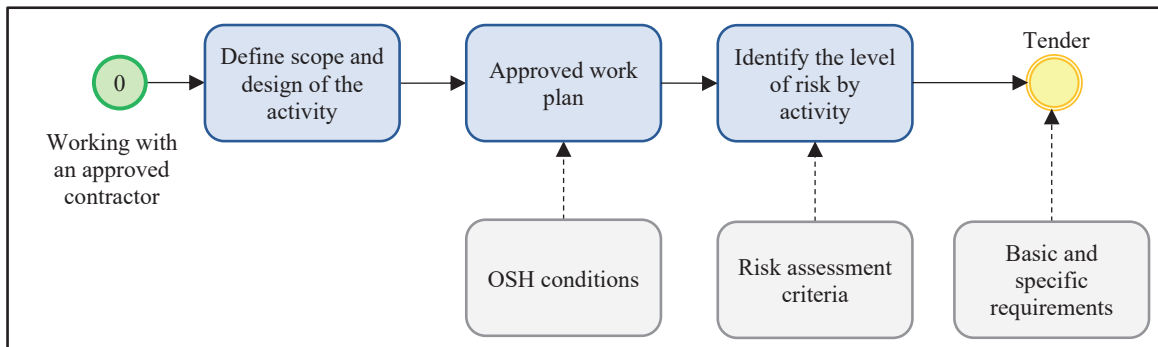 0
Working with
an approved
contractor
Define scope and
design of the
activity
Approved work
plan
Identify the level
of risk by
activity
Tender
OSH conditions
Risk assessment
criteria
Basic and
specific
requirements